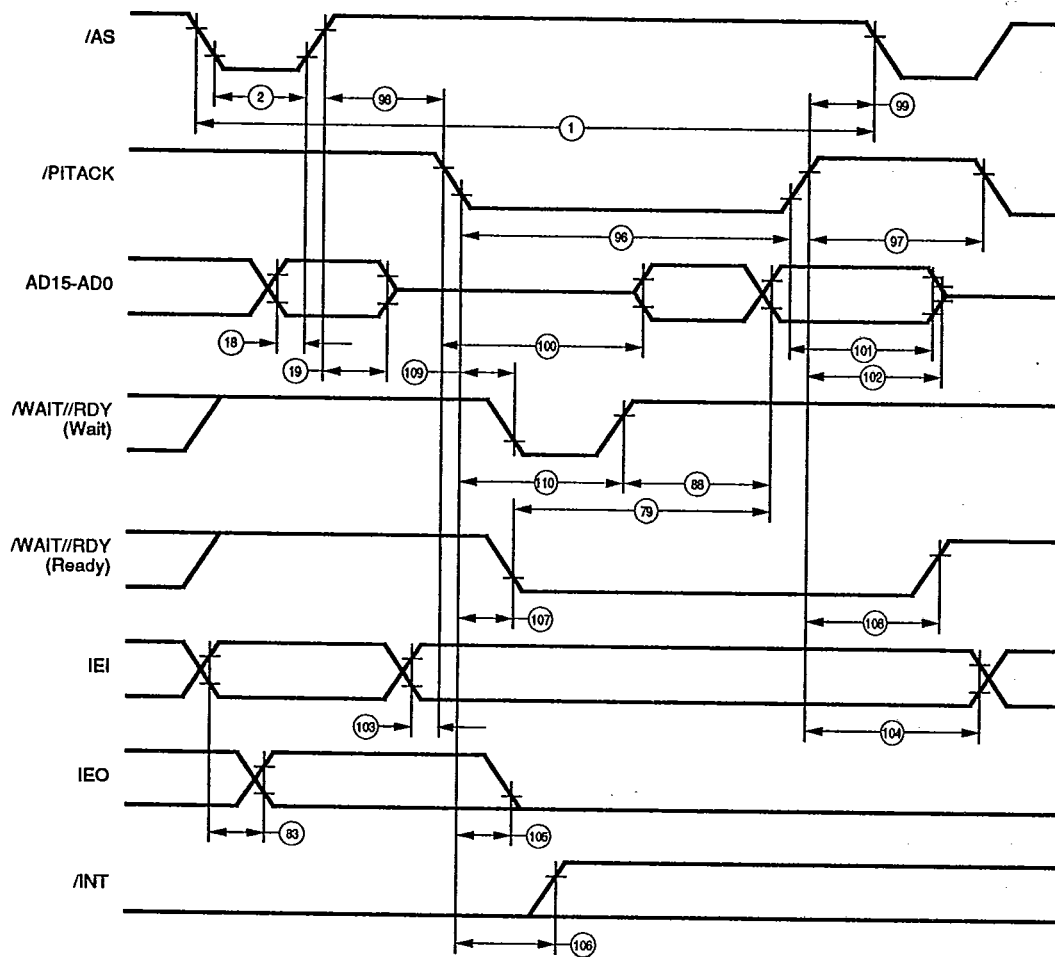 /AS
2
98
99
1
/PITACK
96
97
AD15-AD0
18
100
101
19
109
102
/WAIT//RDY
(Wait)
110
88
79
/WAIT//RDY
(Ready)
107
108
IEI
103
104
IEO
83
105
/INT
106